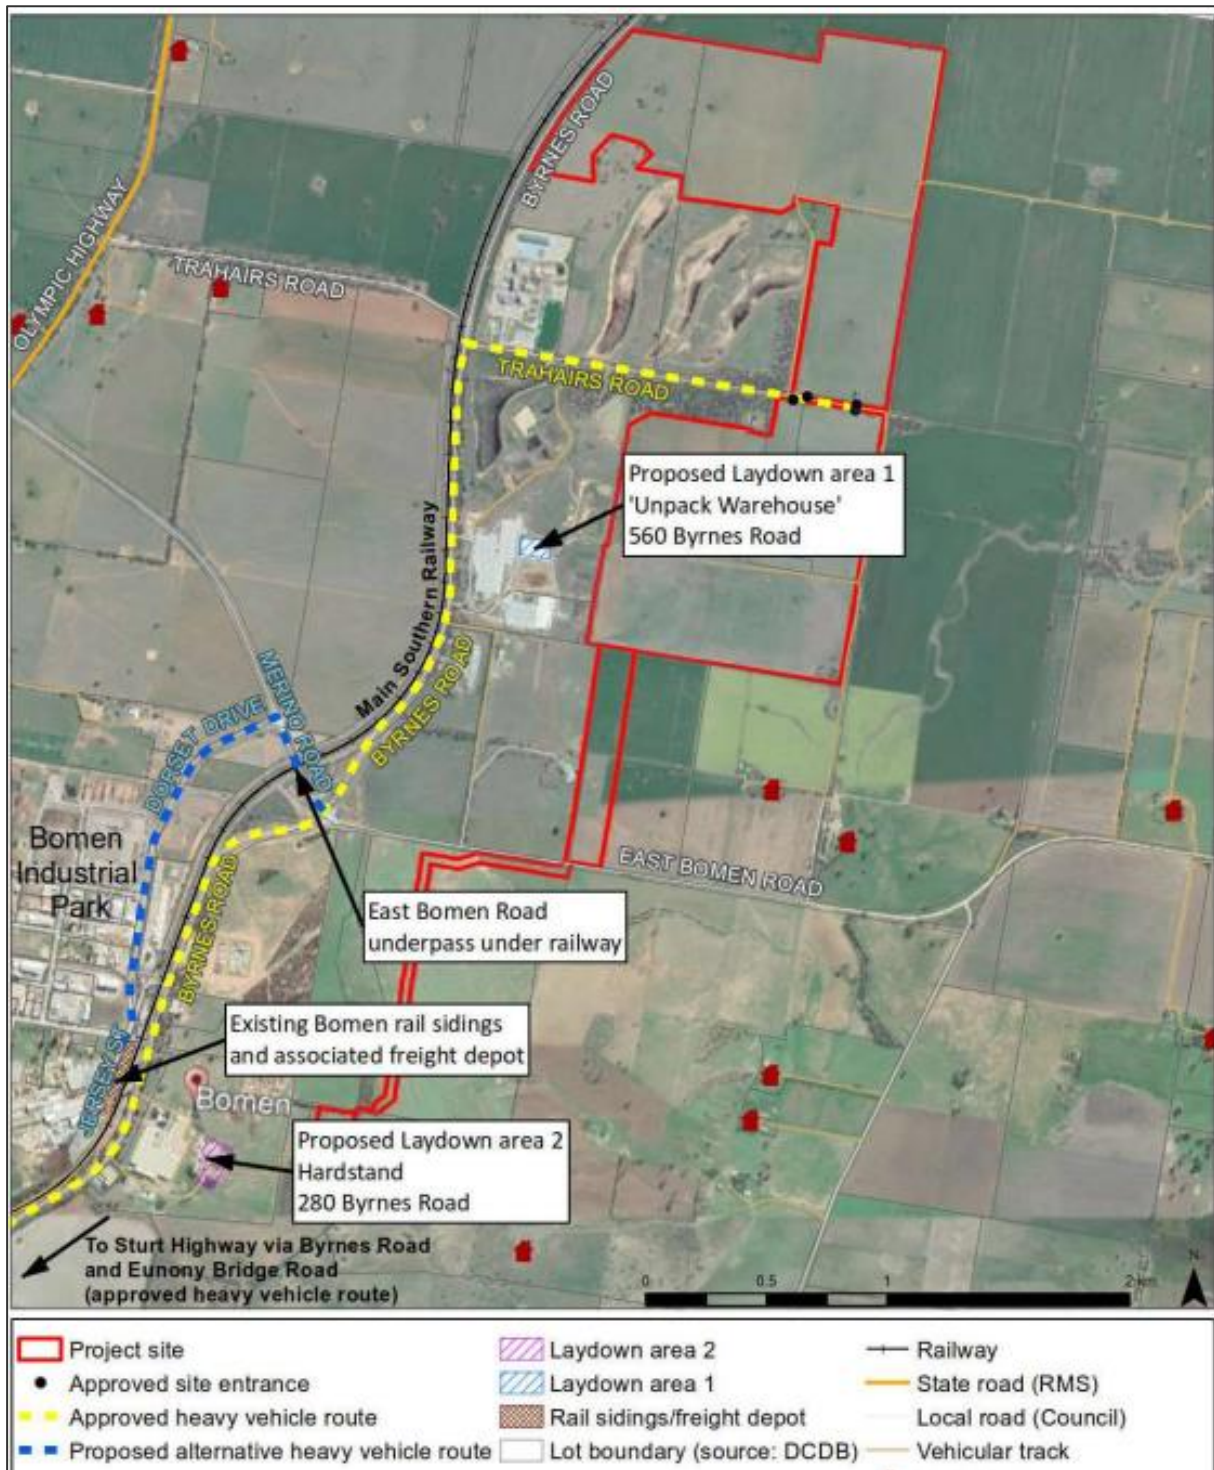 BYRNES ROAD
OLYMPIC HIGHWAY
TRAHAIRS ROAD
TRAHAIRS ROAD
Proposed Laydown area 1
'Unpack Warehouse'
560 Byrnes Road
Main Southern Railway
BYRNES ROAD
MERINO ROAD
DORSET DRIVE
Bomen
Industrial
Park
EAST BOMEN ROAD
BYRNES ROAD
East Bomen Road
underpass under railway
Existing Bomen rail sidings
and associated freight depot
JERSEY ST
Bomen
Proposed Laydown area 2
Hardstand
280 Byrnes Road
To Sturt Highway via Byrnes Road
and Eunony Bridge Road
(approved heavy vehicle route)
N
0 0.5 1 2 km
Project site
Approved site entrance
Approved heavy vehicle route
Proposed alternative heavy vehicle route
Laydown area 2
Laydown area 1
Rail sidings/freight depot
Lot boundary (source: DCDB)
Railway
State road (RMS)
Local road (Council)
Vehicular track